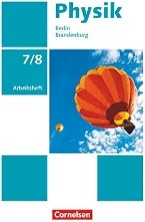 Physik
Berlin
Brandenburg
7/8
Arbeitsheft
Cornelsen